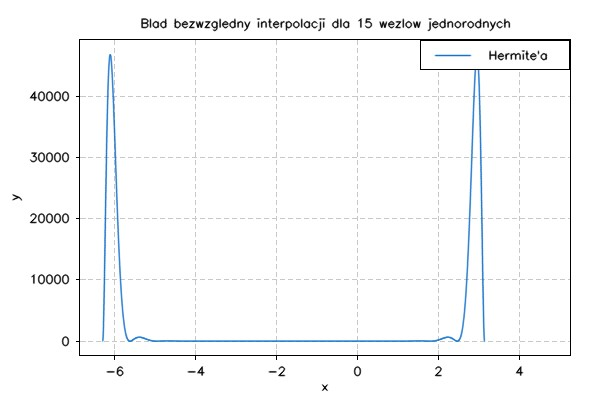 Blad bezwzgledny interpolacji dla 15 wezlow jednorodnych
Hermite'a
40000
30000
20000
10000
0
y
−6 −4 −2 0 2 4
x